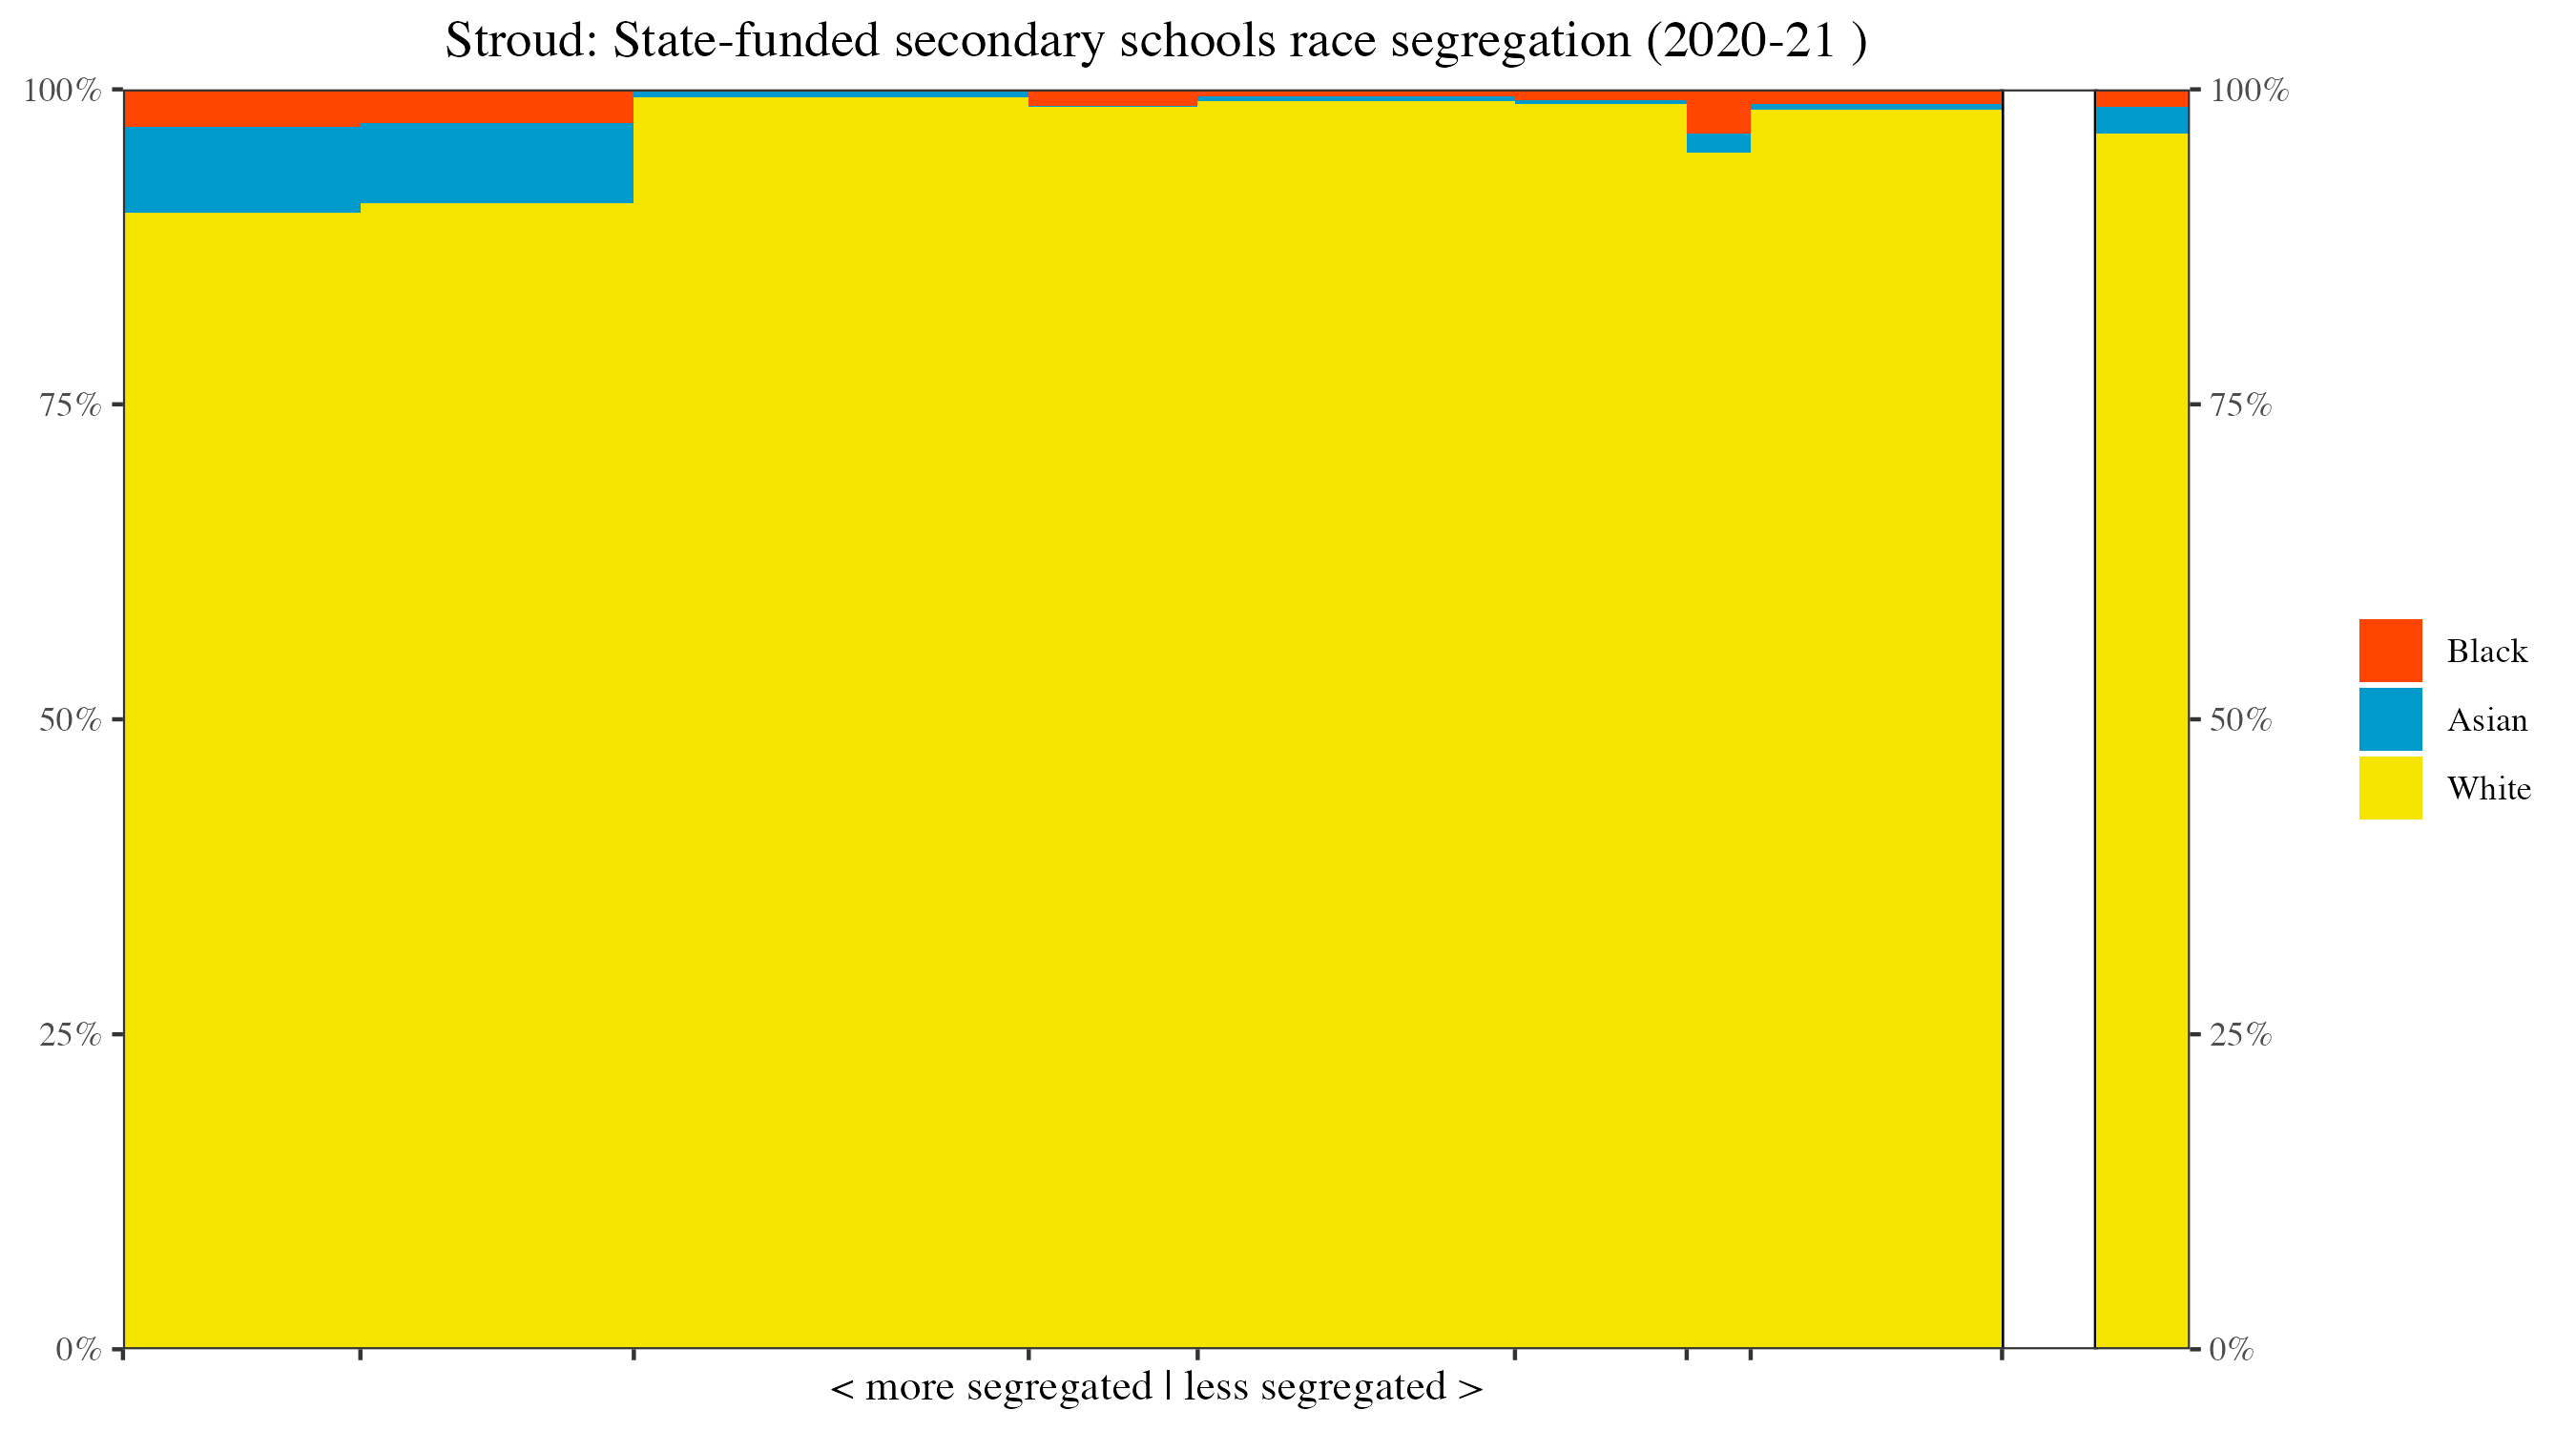 Stroud: State-funded secondary schools race segregation (2020-21 )
100%
75%
50%
25%
0%
100%
75%
50%
25%
0%
Black
Asian
White
< more segregated | less segregated >